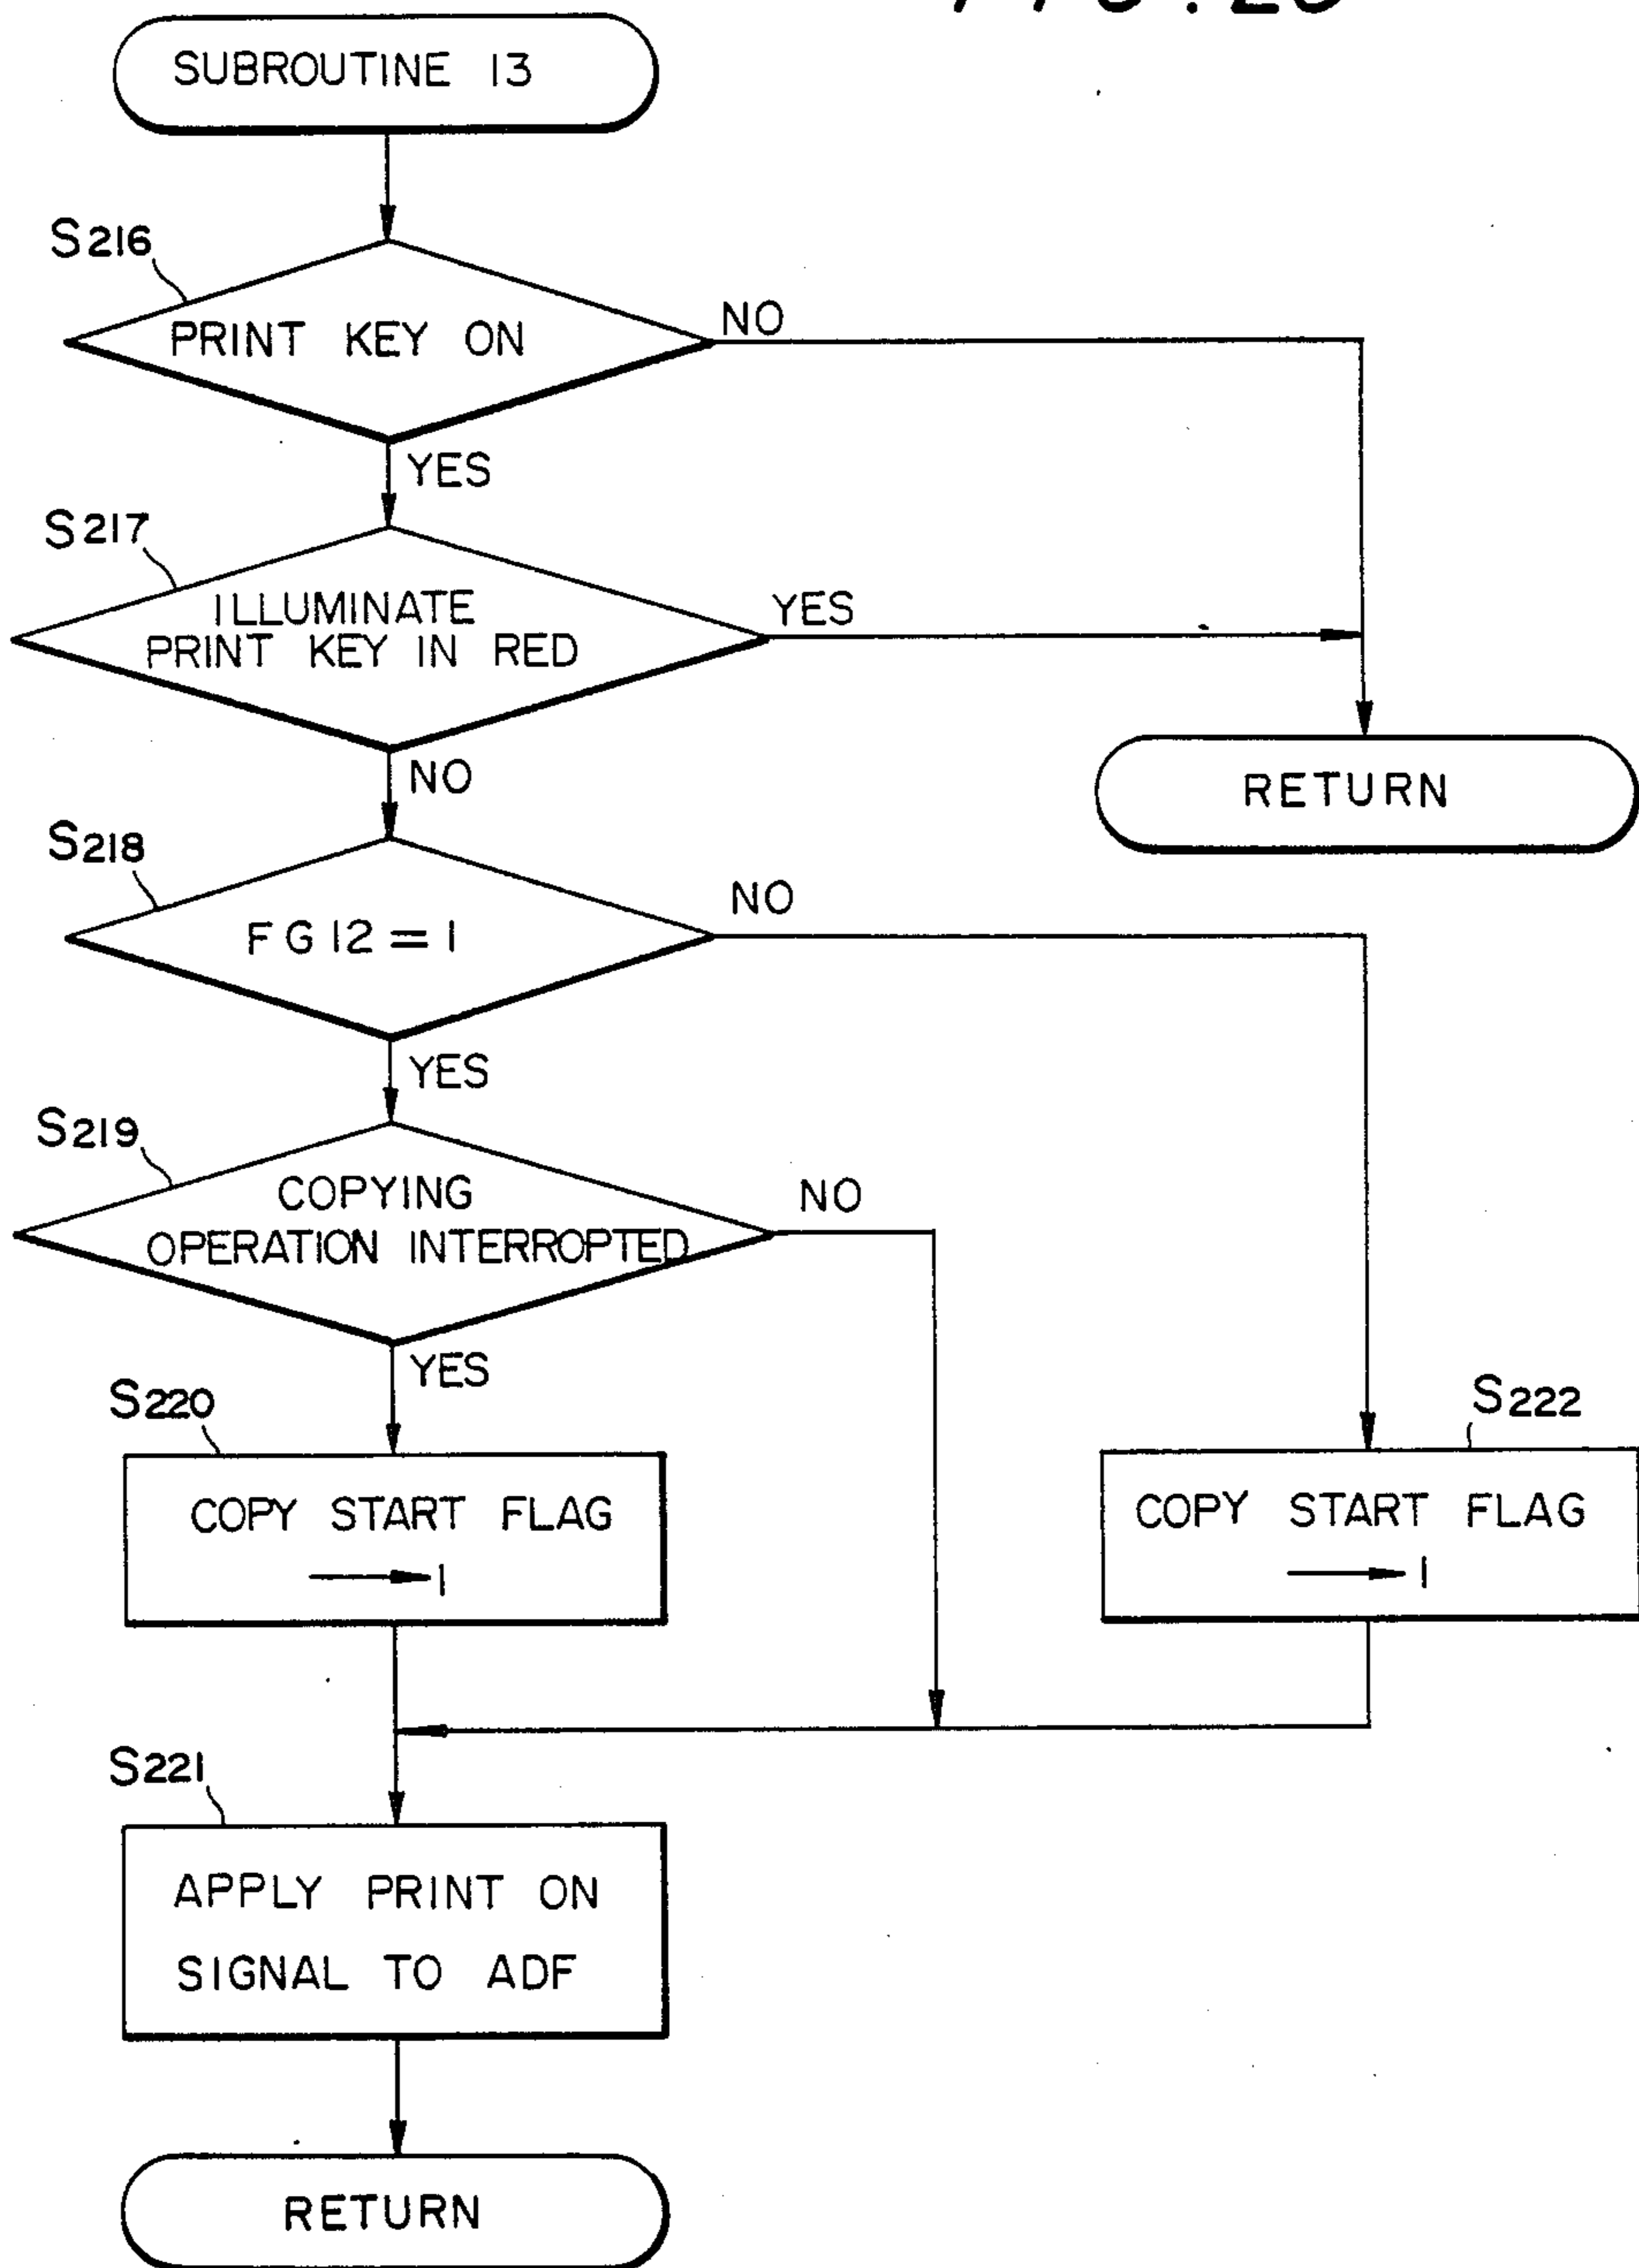 SUBROUTINE 13
S216
PRINT KEY ON
NO
YES
S217
ILLUMINATE
PRINT KEY IN RED
YES
NO
RETURN
S218
FG12=1
NO
YES
S219
COPYING
OPERATION INTERROPTED
NO
YES
S220
COPY START FLAG
→1
S222
COPY START FLAG
→1
S221
APPLY PRINT ON
SIGNAL TO ADF
RETURN